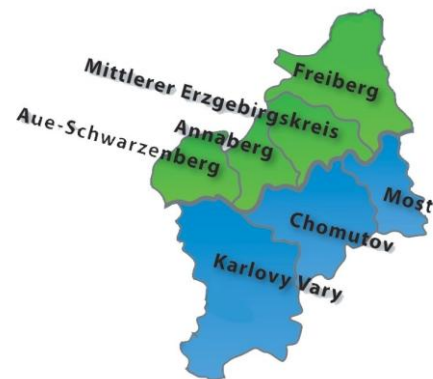 Freiberg
Mittlerer Erzgebirgskreis
Annaberg
Aue-Schwarzenberg
Most
Chomutov
Karlovy Vary